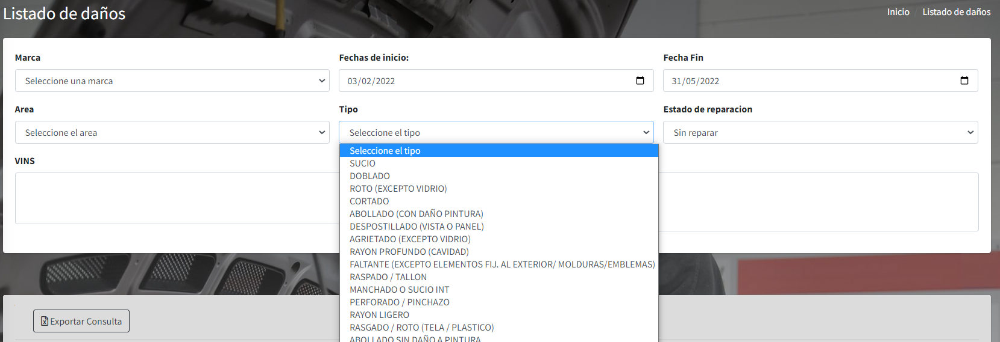 Listado de daños
Inicio / Listado de daños
Marca
Fechas de inicio:
Fecha Fin
Seleccione una marca
03/02/2022
31/05/2022
Area
Tipo
Estado de reparacion
Seleccione el area
Seleccione el tipo
Sin reparar
VINS
Seleccione el tipo
SUCIO
DOBLADO
ROTO (EXCEPTO VIDRIO)
CORTADO
ABOLLADO (CON DAÑO PINTURA)
DESPOSTILLADO (VISTA O PANEL)
AGRIETADO (EXCEPTO VIDRIO)
RAYON PROFUNDO (CAVIDAD)
FALTANTE (EXCEPTO ELEMENTOS FIJ. AL EXTERIOR/ MOLDURAS/EMBLEMAS)
RASPADO / TALLON
MANCHADO O SUCIO INT
PERFORADO / PINCHAZO
RAYON LIGERO
RASGADO / ROTO (TELA / PLASTICO)
ABOLLADO SIN DAÑO A PINTURA
Exportar Consulta